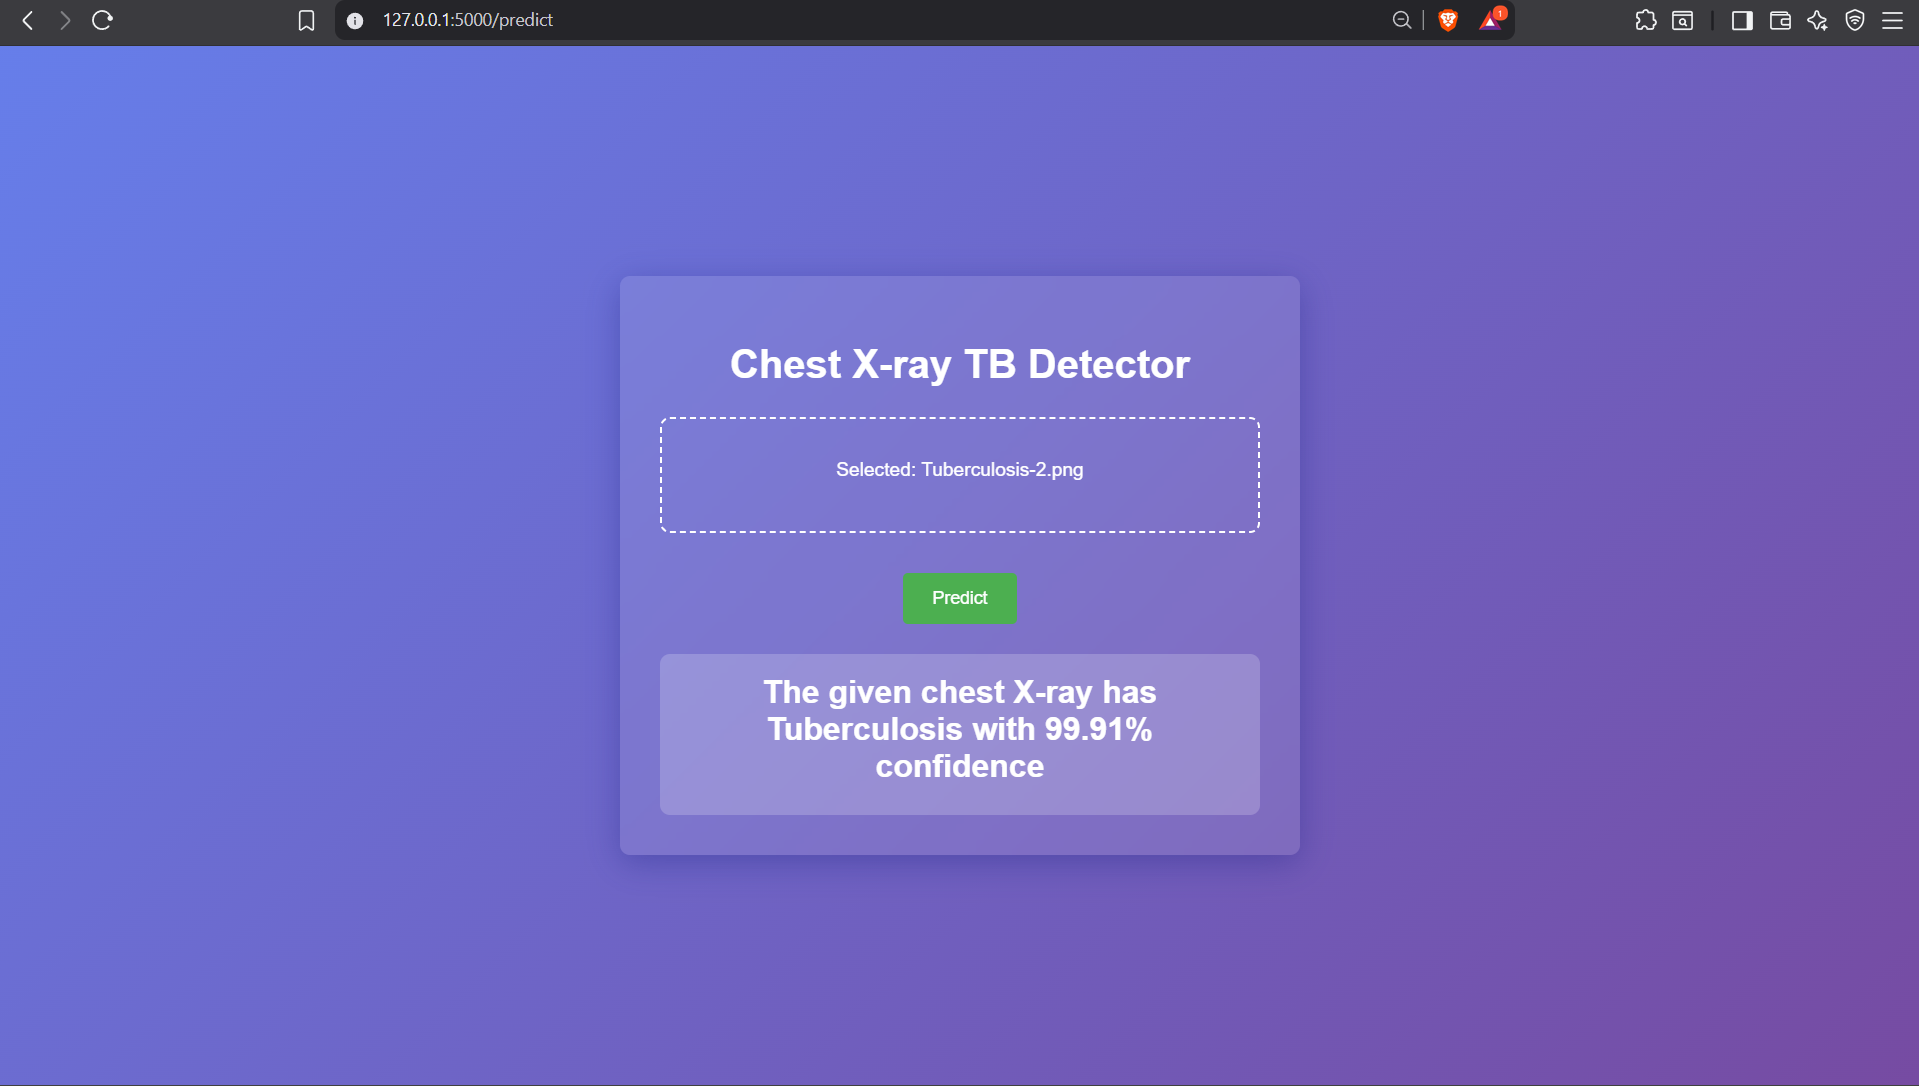 127.0.0.1:5000/predict
1
Chest X-ray TB Detector
Selected: Tuberculosis-2.png
Predict
The given chest X-ray has
Tuberculosis with 99.91%
confidence